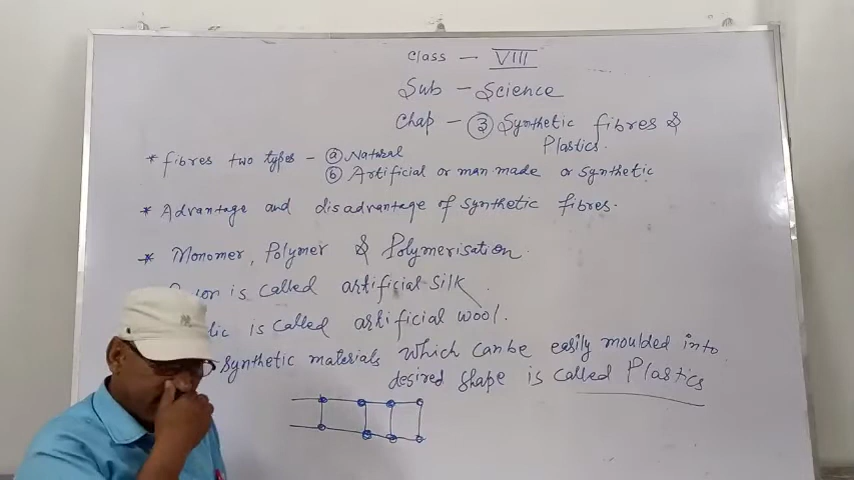 Class - VIII
Sub - Science
Chap - ③ Synthetic fibres &
Plastics.
* fibres two types - ⓐ Natural
ⓑ Artificial or man made or synthetic
* Advantage and disadvantage of synthetic fibres.
* Monomer, Polymer & Polymerisation
is called artificial silk
is called artificial wool.
synthetic materials which can be easily moulded into
desired shape is called Plastics